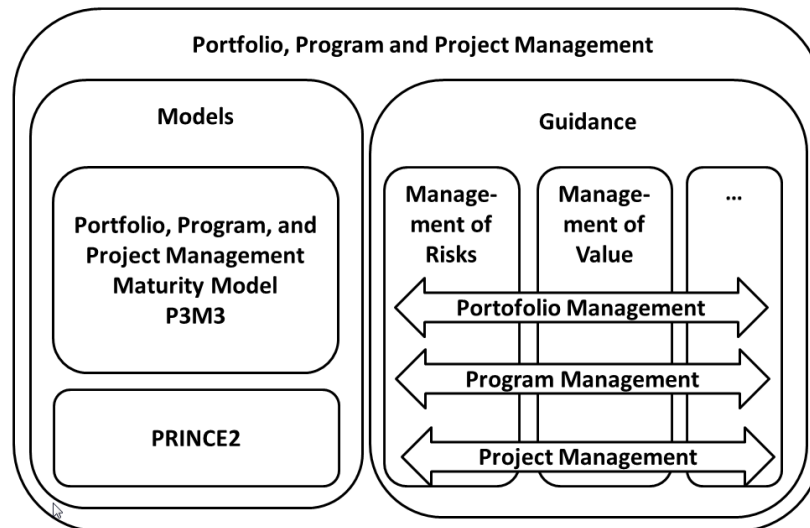 Portfolio, Program and Project Management
Models
Portfolio, Program, and
Project Management
Maturity Model
P3M3
PRINCE2
Guidance
Manage-
ment of
Risks
Manage-
ment of
Value
...
Portofolio Management
Program Management
Project Management